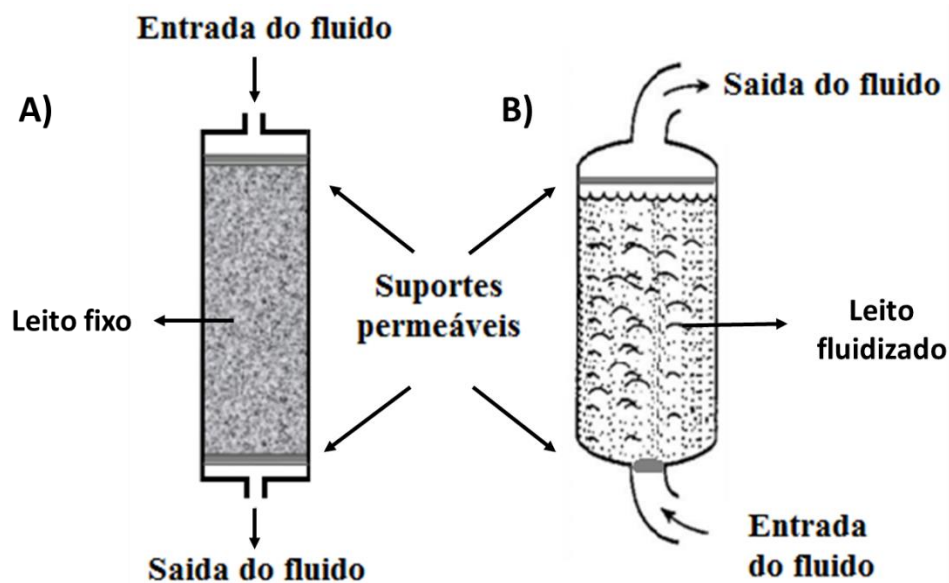 Entrada do fluido
A)
B)
Saida do fluido
Suportes
permeáveis
Leito fixo
Leito
fluidizado
Entrada
do fluido
Saida do fluido